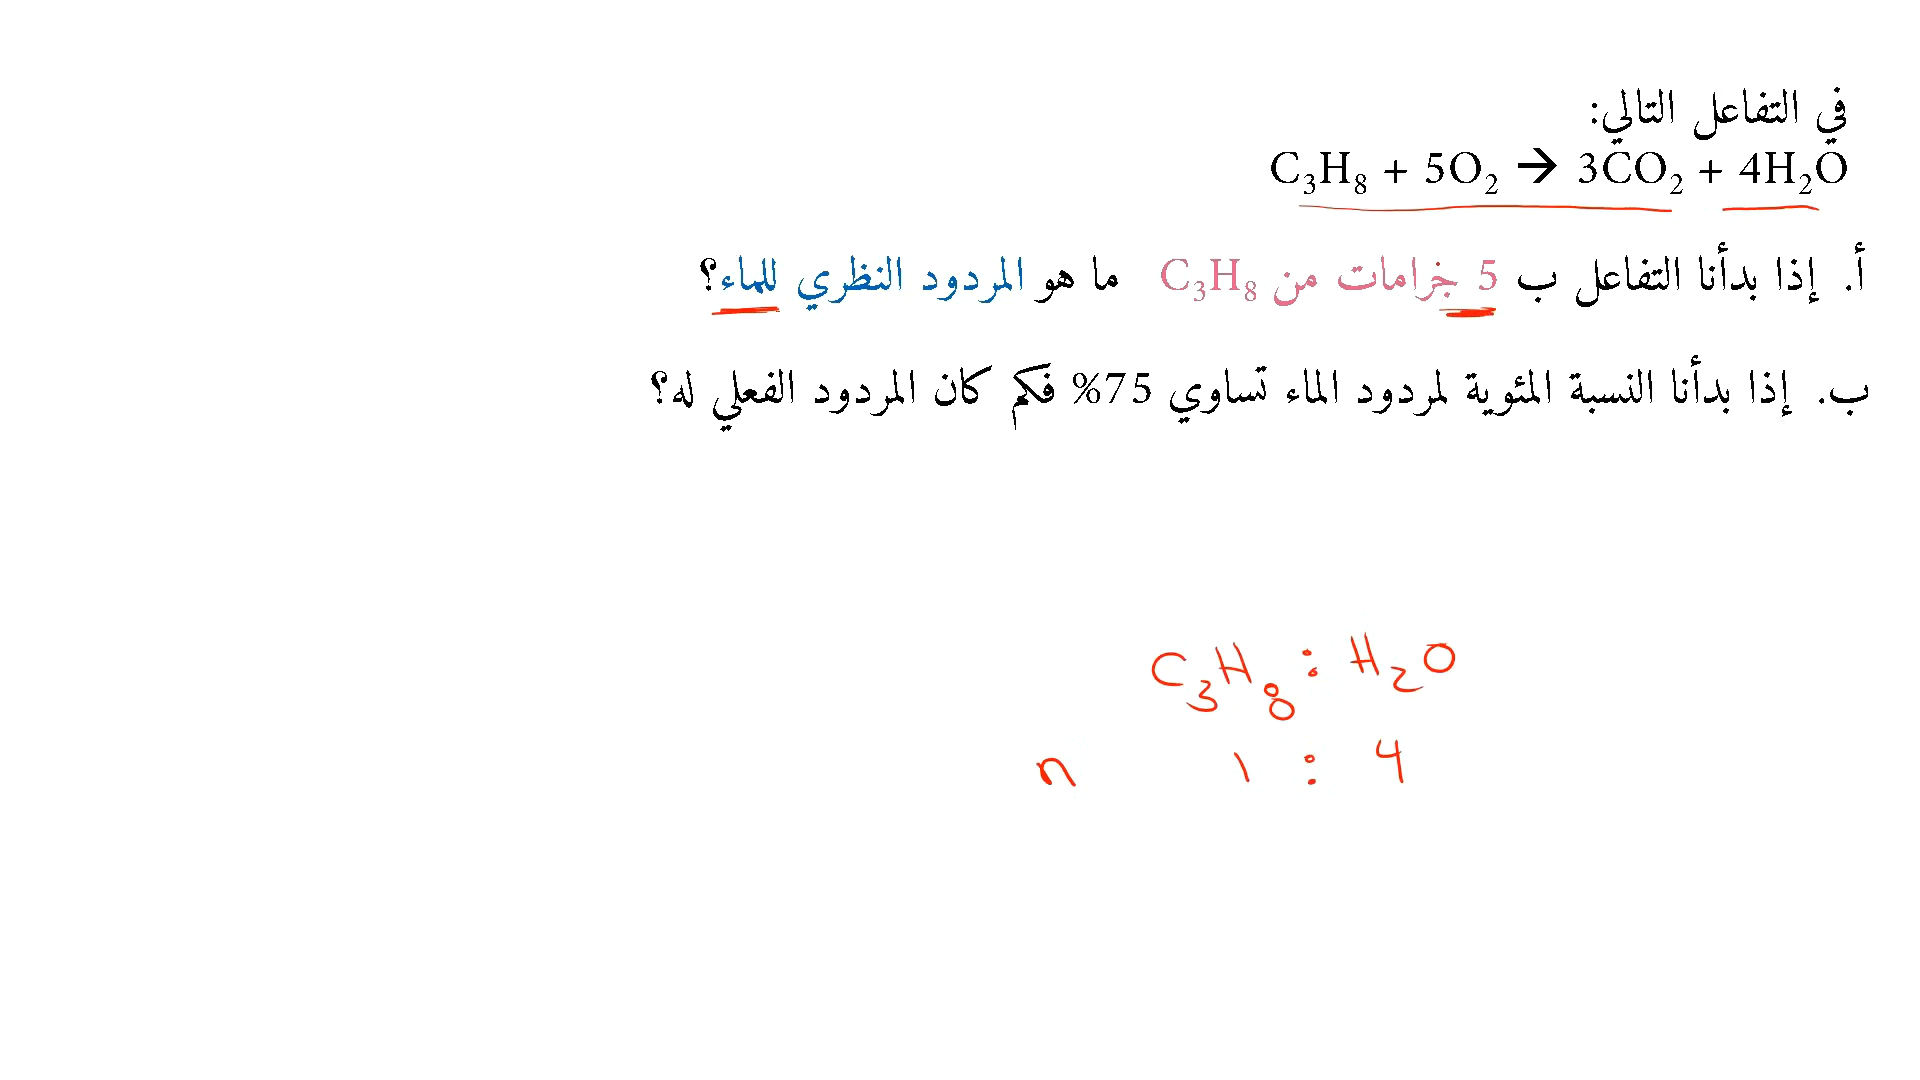 في التفاعل التالي:
C₃H₈ + 5O₂ → 3CO₂ + 4H₂O
أ. إذا بدأنا التفاعل ب 5 جرامات من C₃H₈ ما هو المردود النظري للماء؟
ب. إذا بدأنا النسبة المئوية لمردود الماء تساوي 75% فكم كان المردود الفعلي له؟
C₃H₈ : H₂O
n 1 : 4